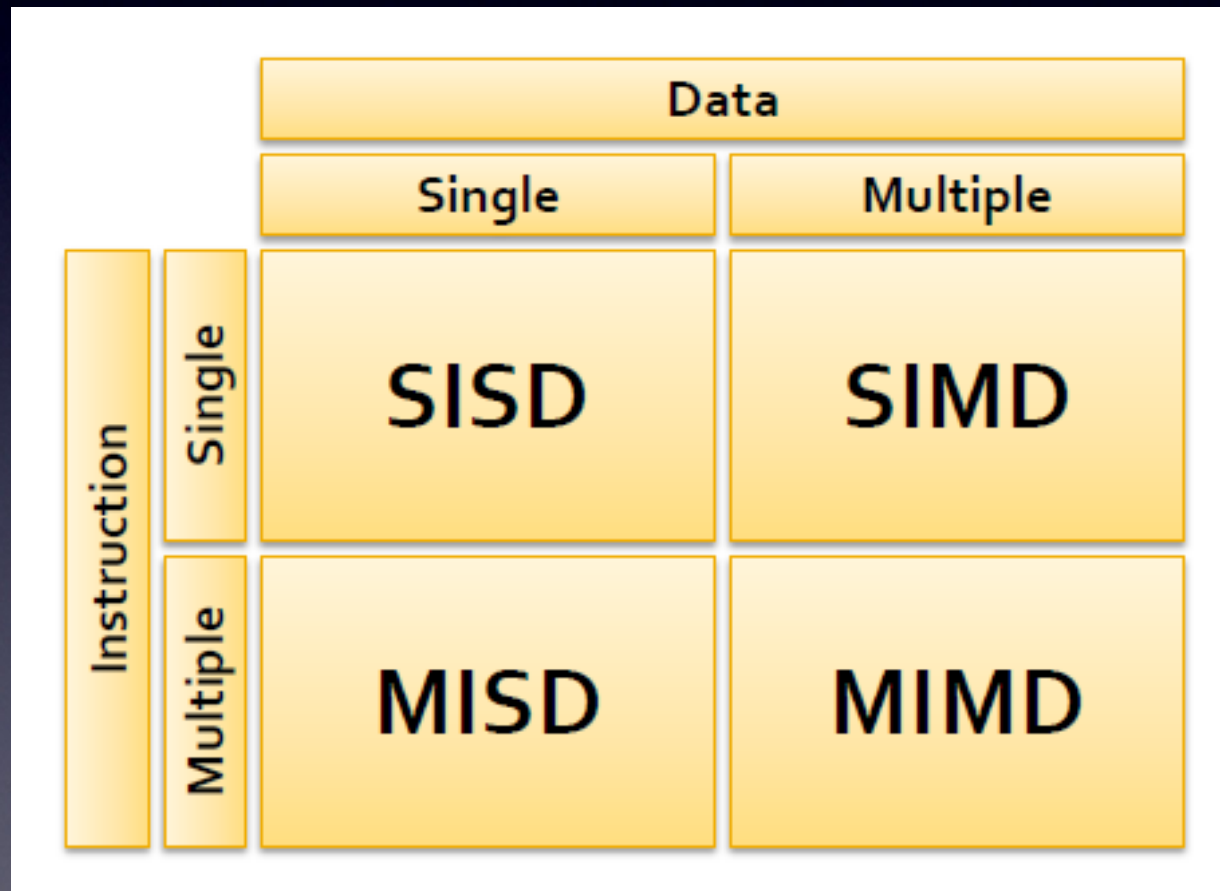 Data
Single
Multiple
Instruction
Single
SISD
SIMD
Multiple
MISD
MIMD